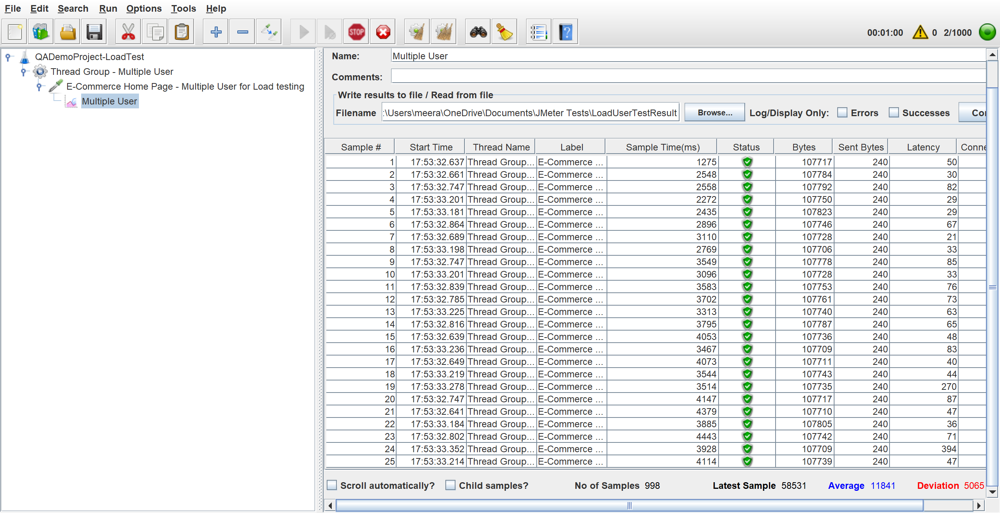 File Edit Search Run Options Tools Help
STOP
00:01:00 0 2/1000
QADemoProject-LoadTest
Thread Group - Multiple User
E-Commerce Home Page - Multiple User for Load testing
Multiple User
Name: Multiple User
Comments:
Write results to file / Read from file
Filename :\Users\meera\OneDrive\Documents\JMeter Tests\LoadUserTestResult Browse... Log/Display Only: Errors Successes Co
Sample # Start Time Thread Name Label Sample Time(ms) Status Bytes Sent Bytes Latency Conne
1 17:53:32.637 Thread Group... E-Commerce ... 1275 107717 240 50
2 17:53:32.661 Thread Group... E-Commerce ... 2548 107784 240 30
3 17:53:32.747 Thread Group... E-Commerce ... 2558 107792 240 82
4 17:53:33.201 Thread Group... E-Commerce ... 2272 107750 240 29
5 17:53:33.181 Thread Group... E-Commerce ... 2435 107823 240 29
6 17:53:32.864 Thread Group... E-Commerce ... 2896 107746 240 67
7 17:53:32.689 Thread Group... E-Commerce ... 3110 107728 240 21
8 17:53:33.198 Thread Group... E-Commerce ... 2769 107706 240 33
9 17:53:32.747 Thread Group... E-Commerce ... 3549 107778 240 85
10 17:53:33.201 Thread Group... E-Commerce ... 3096 107728 240 33
11 17:53:32.839 Thread Group... E-Commerce ... 3583 107753 240 76
12 17:53:32.785 Thread Group... E-Commerce ... 3702 107761 240 73
13 17:53:33.225 Thread Group... E-Commerce ... 3313 107740 240 63
14 17:53:32.816 Thread Group... E-Commerce ... 3795 107787 240 65
15 17:53:32.639 Thread Group... E-Commerce ... 4053 107736 240 48
16 17:53:33.236 Thread Group... E-Commerce ... 3467 107709 240 83
17 17:53:32.649 Thread Group... E-Commerce ... 4073 107711 240 40
18 17:53:33.219 Thread Group... E-Commerce ... 3544 107743 240 44
19 17:53:33.278 Thread Group... E-Commerce ... 3514 107735 240 270
20 17:53:32.747 Thread Group... E-Commerce ... 4147 107717 240 87
21 17:53:32.641 Thread Group... E-Commerce ... 4379 107710 240 47
22 17:53:33.184 Thread Group... E-Commerce ... 3885 107805 240 36
23 17:53:32.802 Thread Group... E-Commerce ... 4443 107742 240 71
24 17:53:33.352 Thread Group... E-Commerce ... 3928 107709 240 394
25 17:53:33.214 Thread Group... E-Commerce ... 4114 107739 240 47
Scroll automatically? Child samples? No of Samples 998 Latest Sample 58531 Average 11841 Deviation 5065